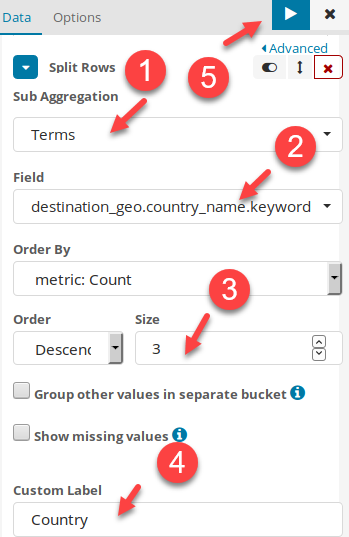 Data Options
5
Advanced
Split Rows
1
Sub Aggregation
Terms
2
Field
destination_geo.country_name.keyword
Order By
metric: Count
3
Order Size
Descenc 3
Group other values in separate bucket
Show missing values
4
Custom Label
Country